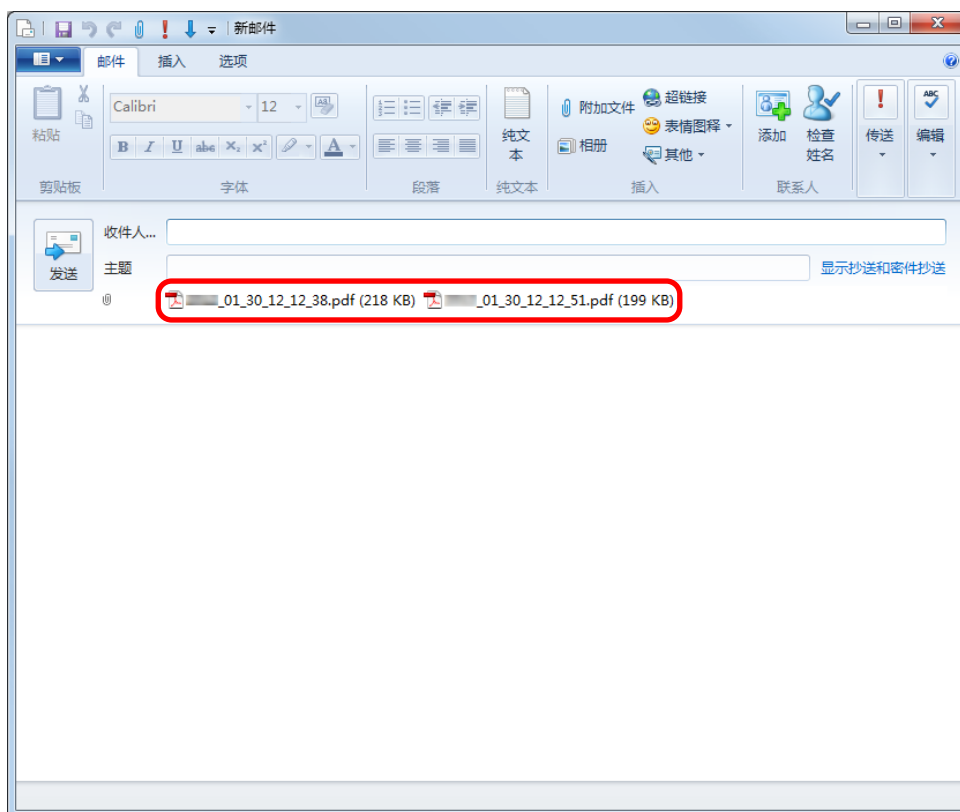 新邮件
邮件 插入 选项
Calibri 12
粘贴
B I U abc X₂ X² A
纯文本
附加文件
相册
超链接
表情图释
其他
添加
检查姓名
传送
ABC
编辑
剪贴板 字体 段落 纯文本 插入 联系人
收件人...
发送
主题
显示抄送和密件抄送
_01_30_12_12_38.pdf (218 KB) _01_30_12_12_51.pdf (199 KB)